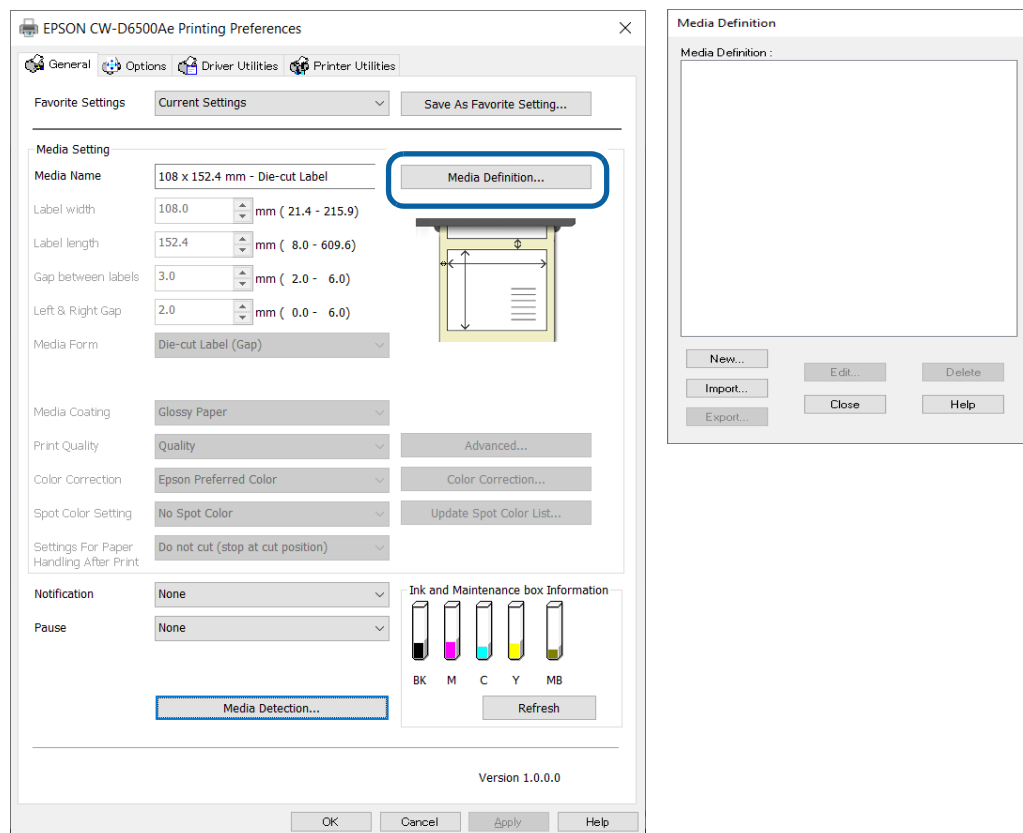 EPSON CW-D6500Ae Printing Preferences
General
Options
Driver Utilities
Printer Utilities
Favorite Settings
Current Settings
Save As Favorite Setting...
Media Setting
Media Name
108 x 152.4 mm - Die-cut Label
Media Definition...
Label width
108.0
mm ( 21.4 - 215.9)
Label length
152.4
mm ( 8.0 - 609.6)
Gap between labels
3.0
mm ( 2.0 - 6.0)
Left & Right Gap
2.0
mm ( 0.0 - 6.0)
Media Form
Die-cut Label (Gap)
Media Coating
Glossy Paper
Print Quality
Quality
Advanced...
Color Correction
Epson Preferred Color
Color Correction...
Spot Color Setting
No Spot Color
Update Spot Color List...
Settings For Paper
Handling After Print
Do not cut (stop at cut position)
Notification
None
Pause
None
Ink and Maintenance box Information
BK M C Y MB
Media Detection...
Refresh
Version 1.0.0.0
OK
Cancel
Apply
Help
Media Definition
Media Definition :
New...
Edit...
Delete
Import...
Close
Help
Export...